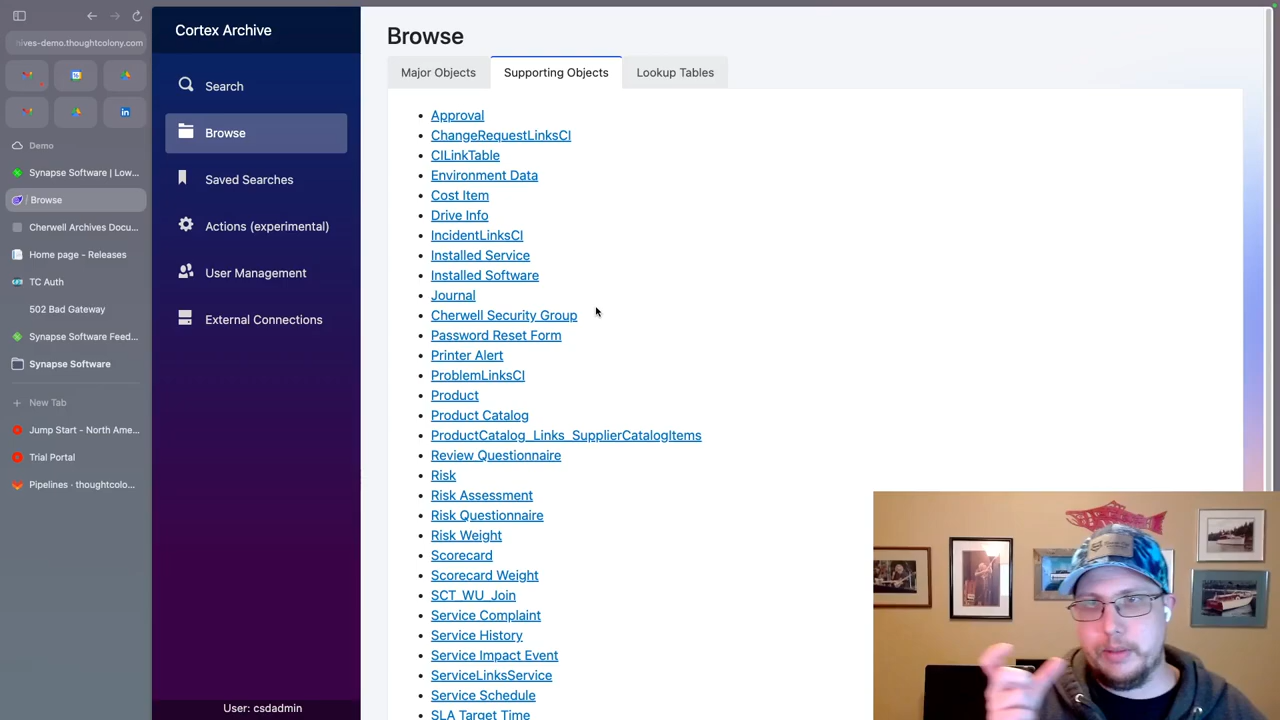 Cortex Archive
Browse
ives-demo.thoughtcolony.com
Demo
Synapse Software | Low...
Browse
Cherwell Archives Docu...
Home page - Releases
TC Auth
502 Bad Gateway
Synapse Software Feed...
Synapse Software
New Tab
Jump Start - North Ame...
Trial Portal
Pipelines · thoughtcolo...
Search
Browse
Saved Searches
Actions (experimental)
User Management
External Connections
User: csdadmin
Major Objects
Supporting Objects
Lookup Tables
Approval
ChangeRequestLinksCI
CILinkTable
Environment Data
Cost Item
Drive Info
IncidentLinksCI
Installed Service
Installed Software
Journal
Cherwell Security Group
Password Reset Form
Printer Alert
ProblemLinksCI
Product
Product Catalog
ProductCatalog_Links_SupplierCatalogItems
Review Questionnaire
Risk
Risk Assessment
Risk Questionnaire
Risk Weight
Scorecard
Scorecard Weight
SCT_WU_Join
Service Complaint
Service History
Service Impact Event
ServiceLinksService
Service Schedule
SLA Target Time